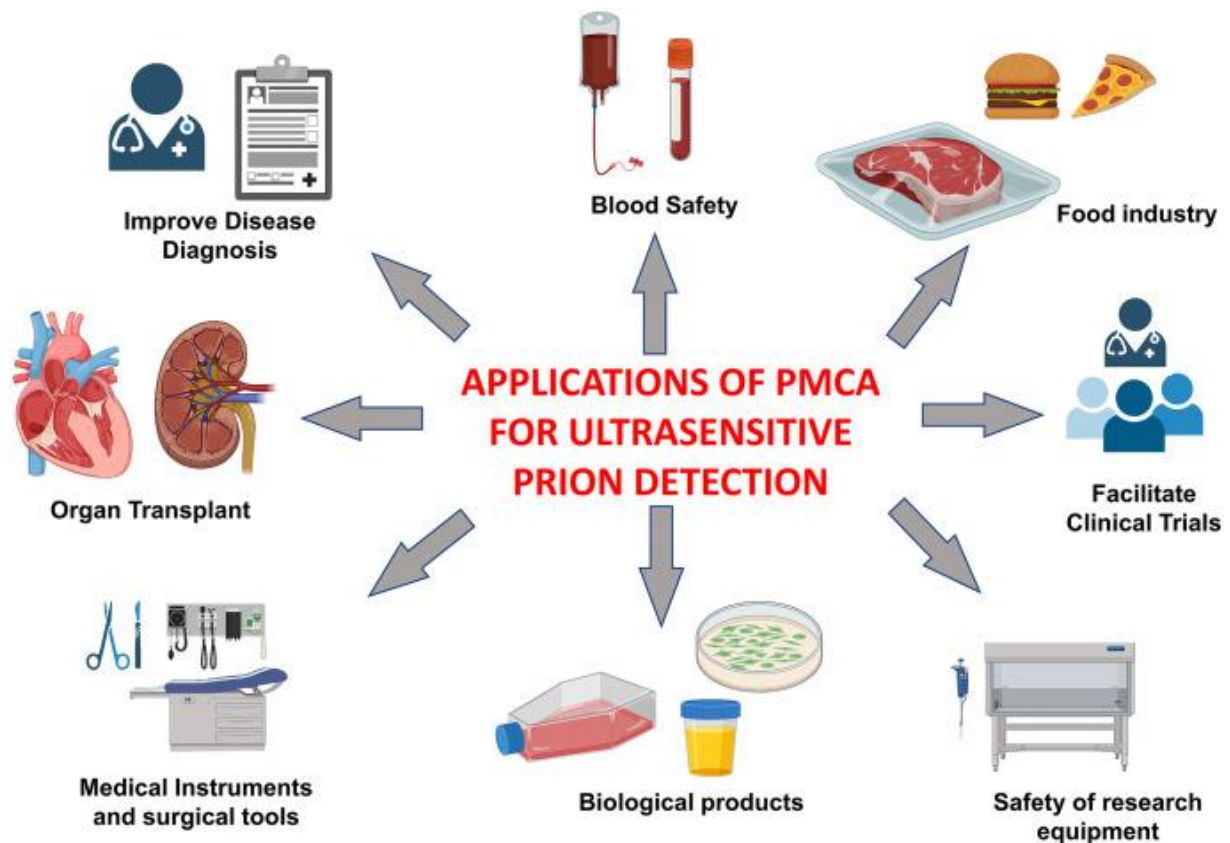 Improve Disease
Diagnosis
Blood Safety
Food industry
APPLICATIONS OF PMCA
FOR ULTRASENSITIVE
PRION DETECTION
Organ Transplant
Facilitate
Clinical Trials
Medical Instruments
and surgical tools
Biological products
Safety of research
equipment